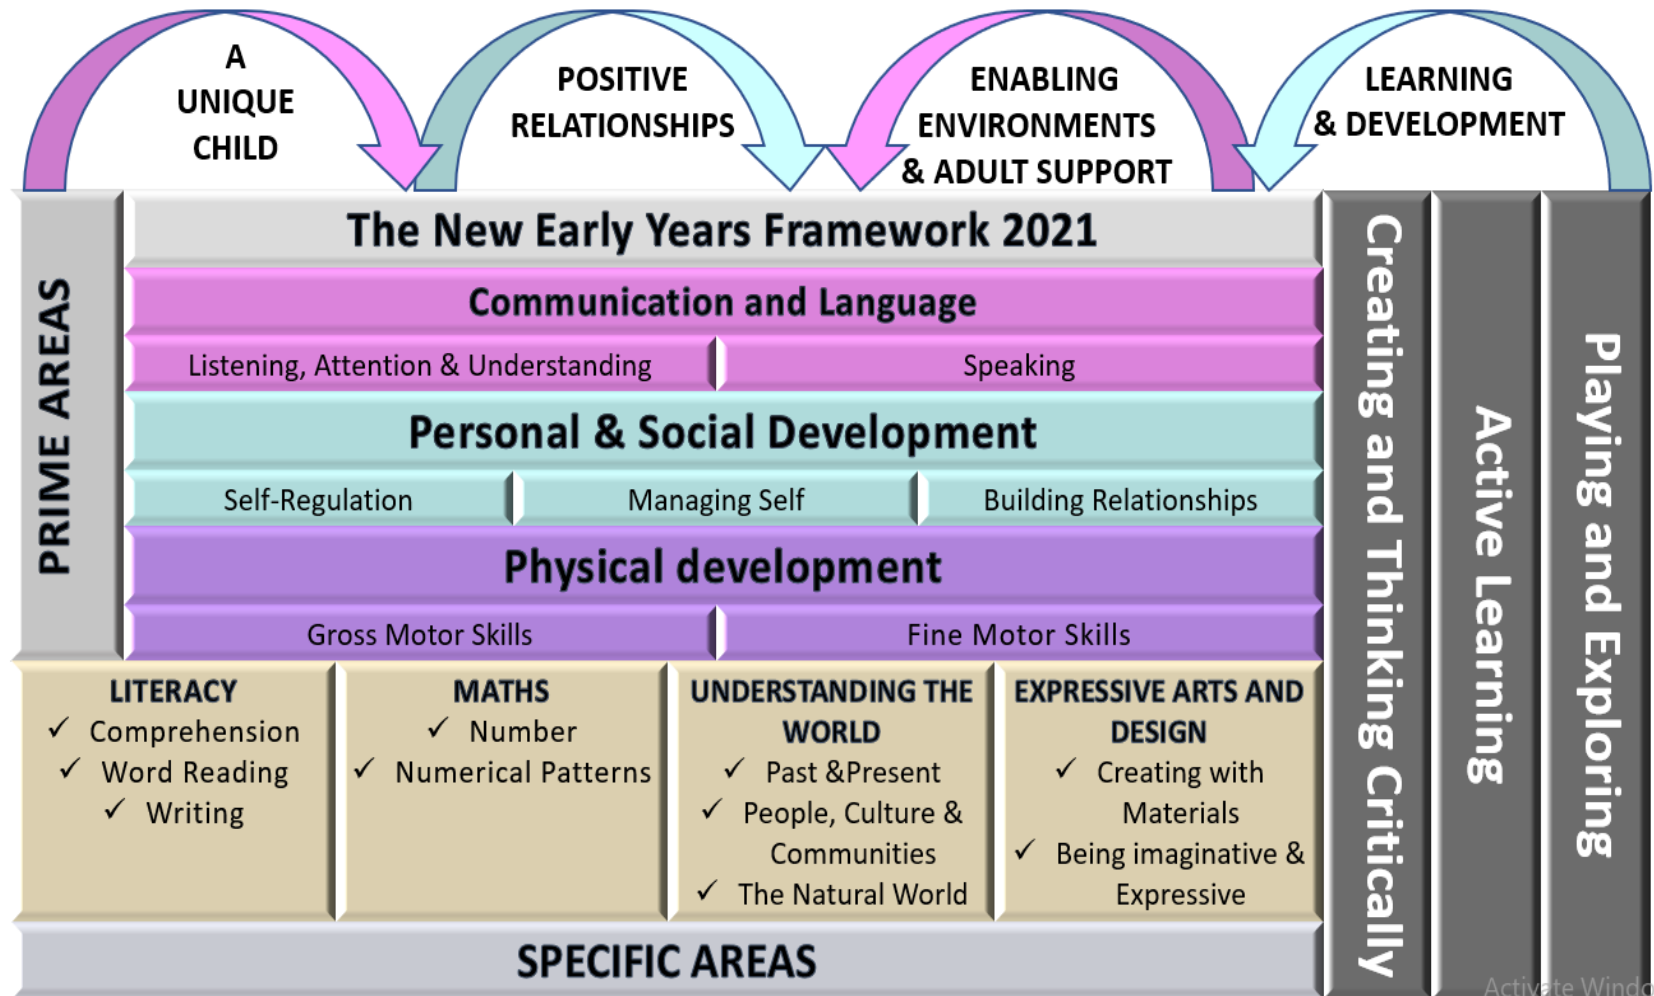 A
UNIQUE
CHILD
POSITIVE
RELATIONSHIPS
ENABLING
ENVIRONMENTS
& ADULT SUPPORT
LEARNING
& DEVELOPMENT
PRIME AREAS
The New Early Years Framework 2021
Communication and Language
Listening, Attention & Understanding
Speaking
Personal & Social Development
Self-Regulation
Managing Self
Building Relationships
Physical development
Gross Motor Skills
Fine Motor Skills
LITERACY
✓ Comprehension
✓ Word Reading
✓ Writing
MATHS
✓ Number
✓ Numerical Patterns
UNDERSTANDING THE
WORLD
✓ Past &Present
✓ People, Culture &
Communities
✓ The Natural World
EXPRESSIVE ARTS AND
DESIGN
✓ Creating with
Materials
✓ Being imaginative &
Expressive
SPECIFIC AREAS
Creating and Thinking Critically
Active Learning
Playing and Exploring
Activate Windo